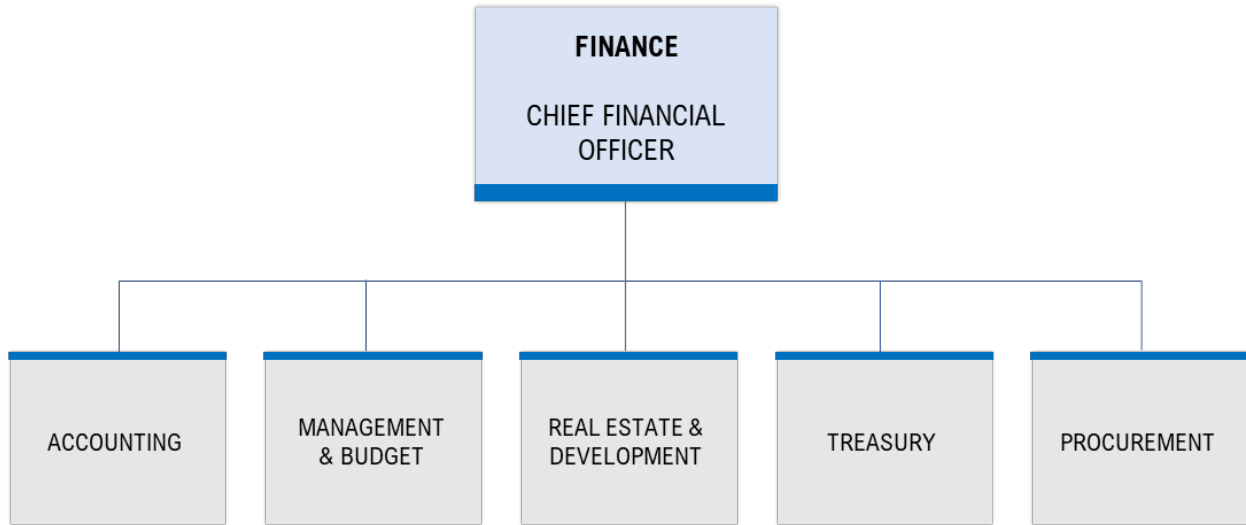 FINANCE
CHIEF FINANCIAL
OFFICER
ACCOUNTING
MANAGEMENT
& BUDGET
REAL ESTATE &
DEVELOPMENT
TREASURY
PROCUREMENT